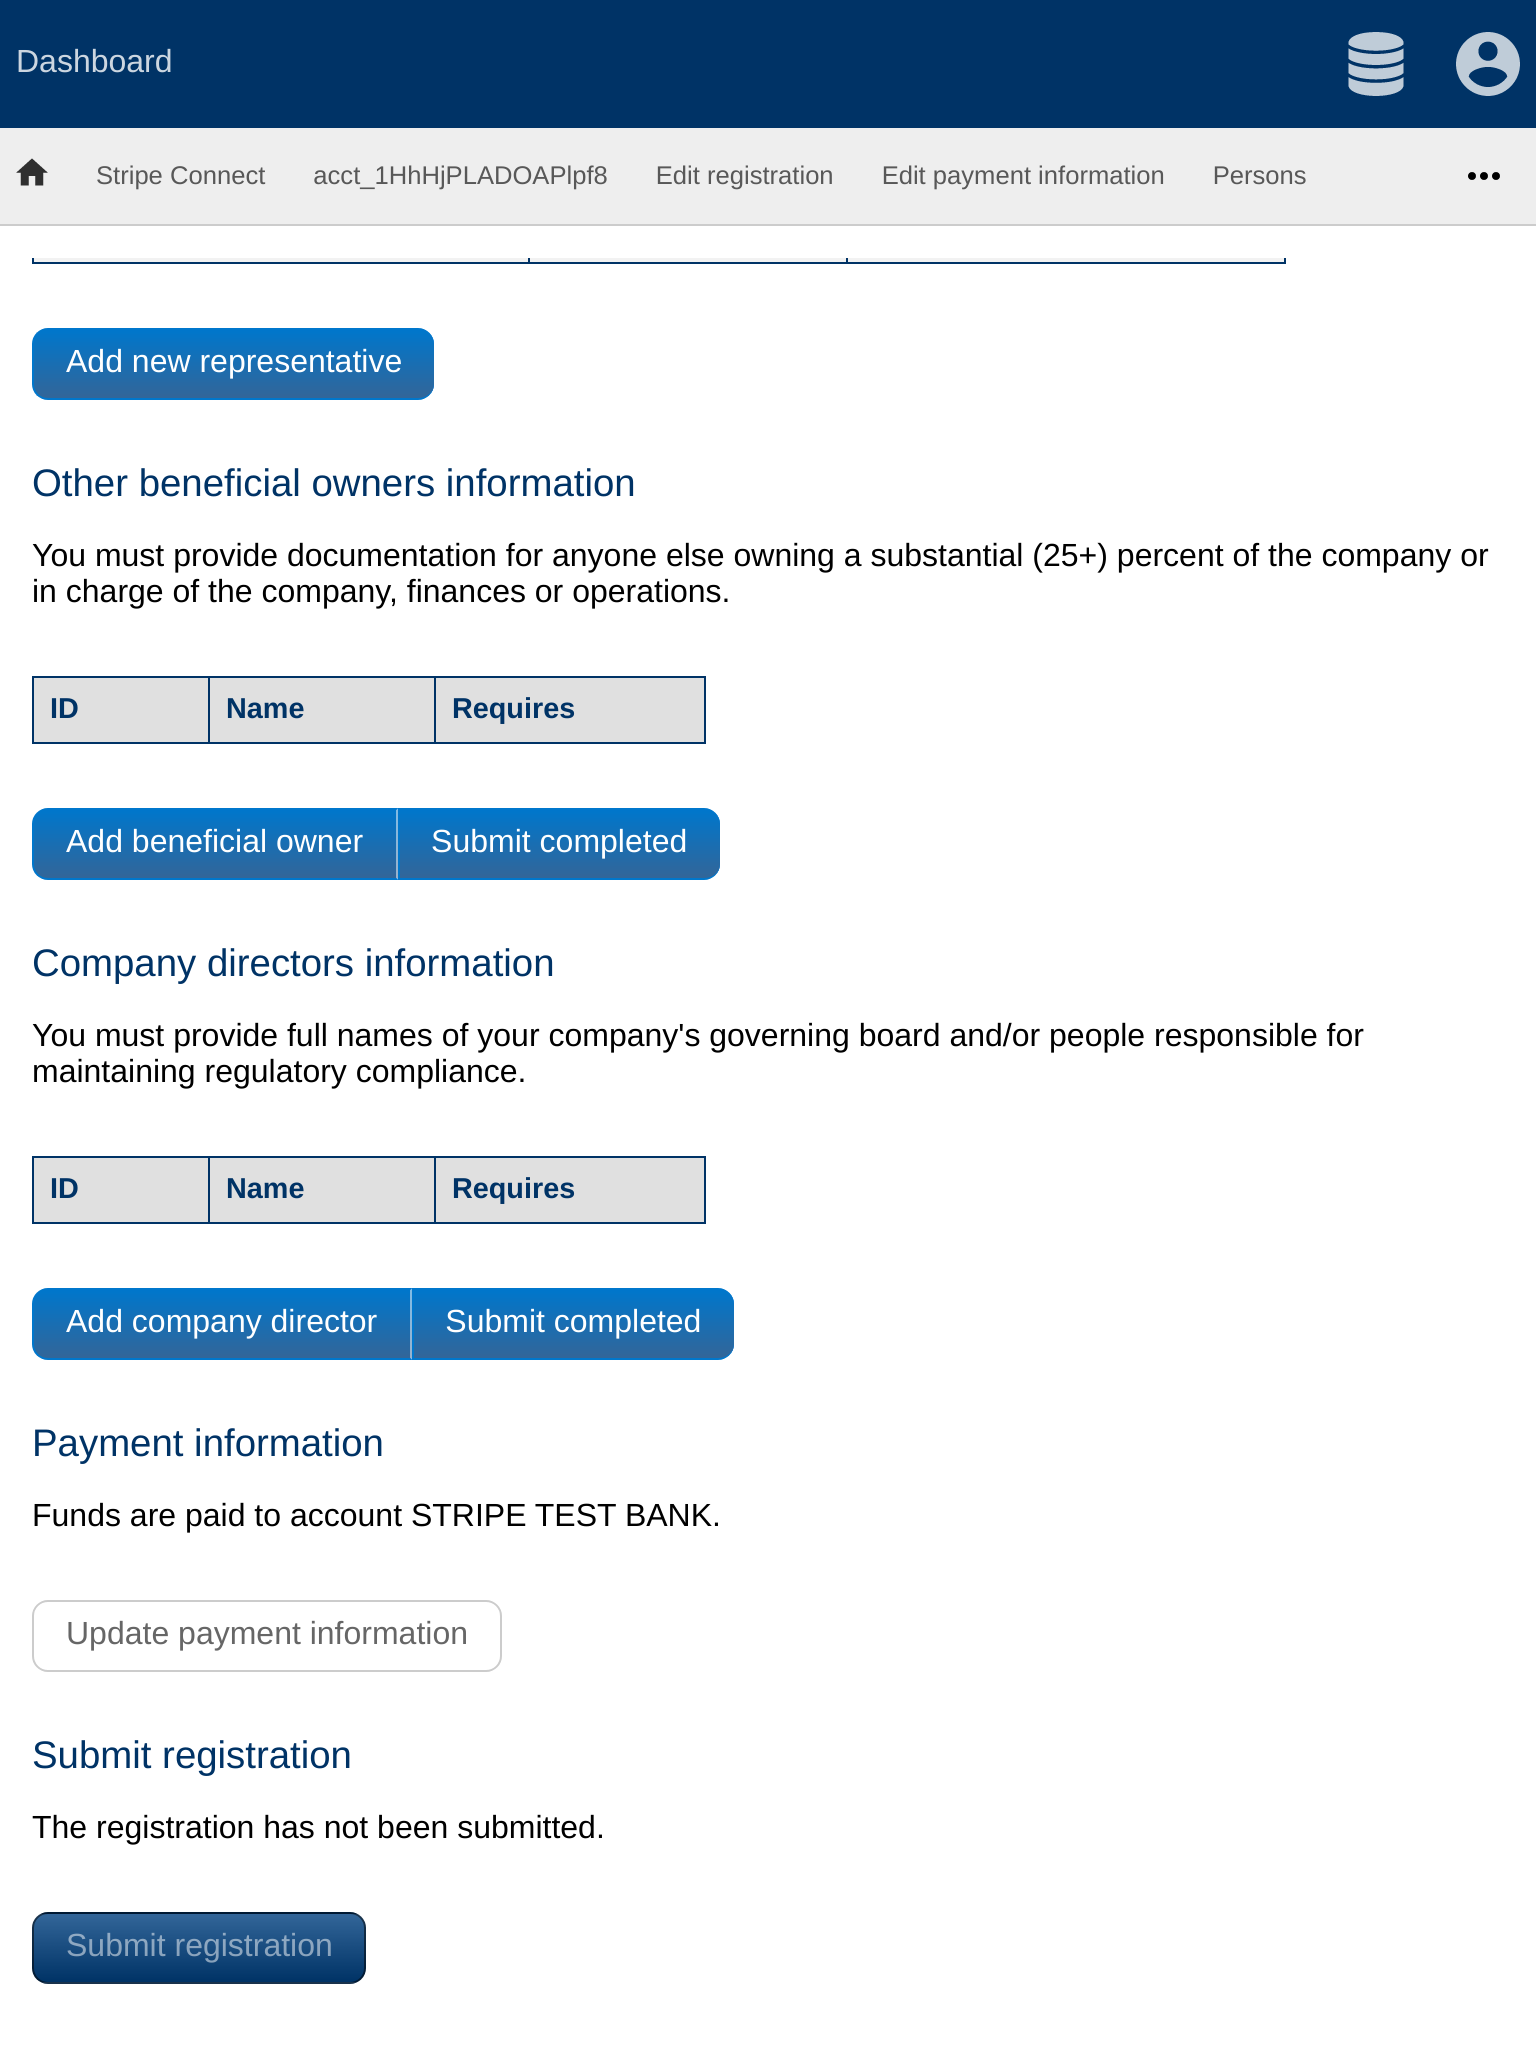 Dashboard
Stripe Connect acct_1HhHjPLADOAPlpf8 Edit registration Edit payment information Persons
Add new representative
Other beneficial owners information
You must provide documentation for anyone else owning a substantial (25+) percent of the company or
in charge of the company, finances or operations.
ID Name Requires
Add beneficial owner Submit completed
Company directors information
You must provide full names of your company's governing board and/or people responsible for
maintaining regulatory compliance.
ID Name Requires
Add company director Submit completed
Payment information
Funds are paid to account STRIPE TEST BANK.
Update payment information
Submit registration
The registration has not been submitted.
Submit registration